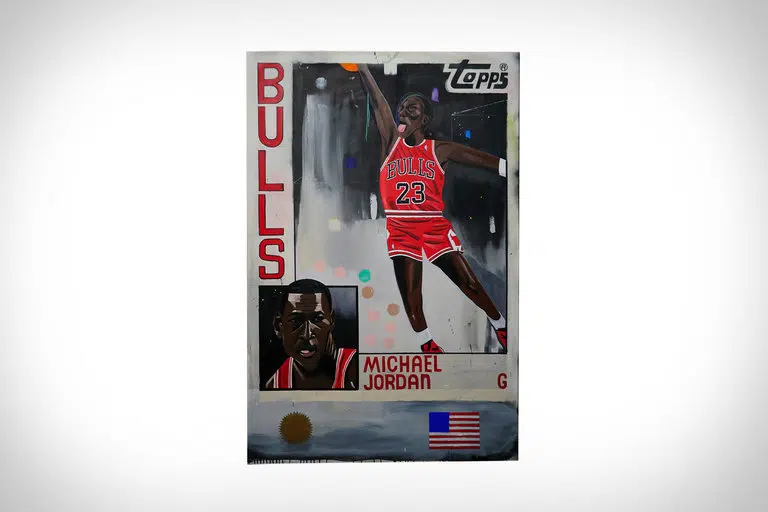 BULLS
topps
®
BULLS
23
MICHAEL
JORDAN
G